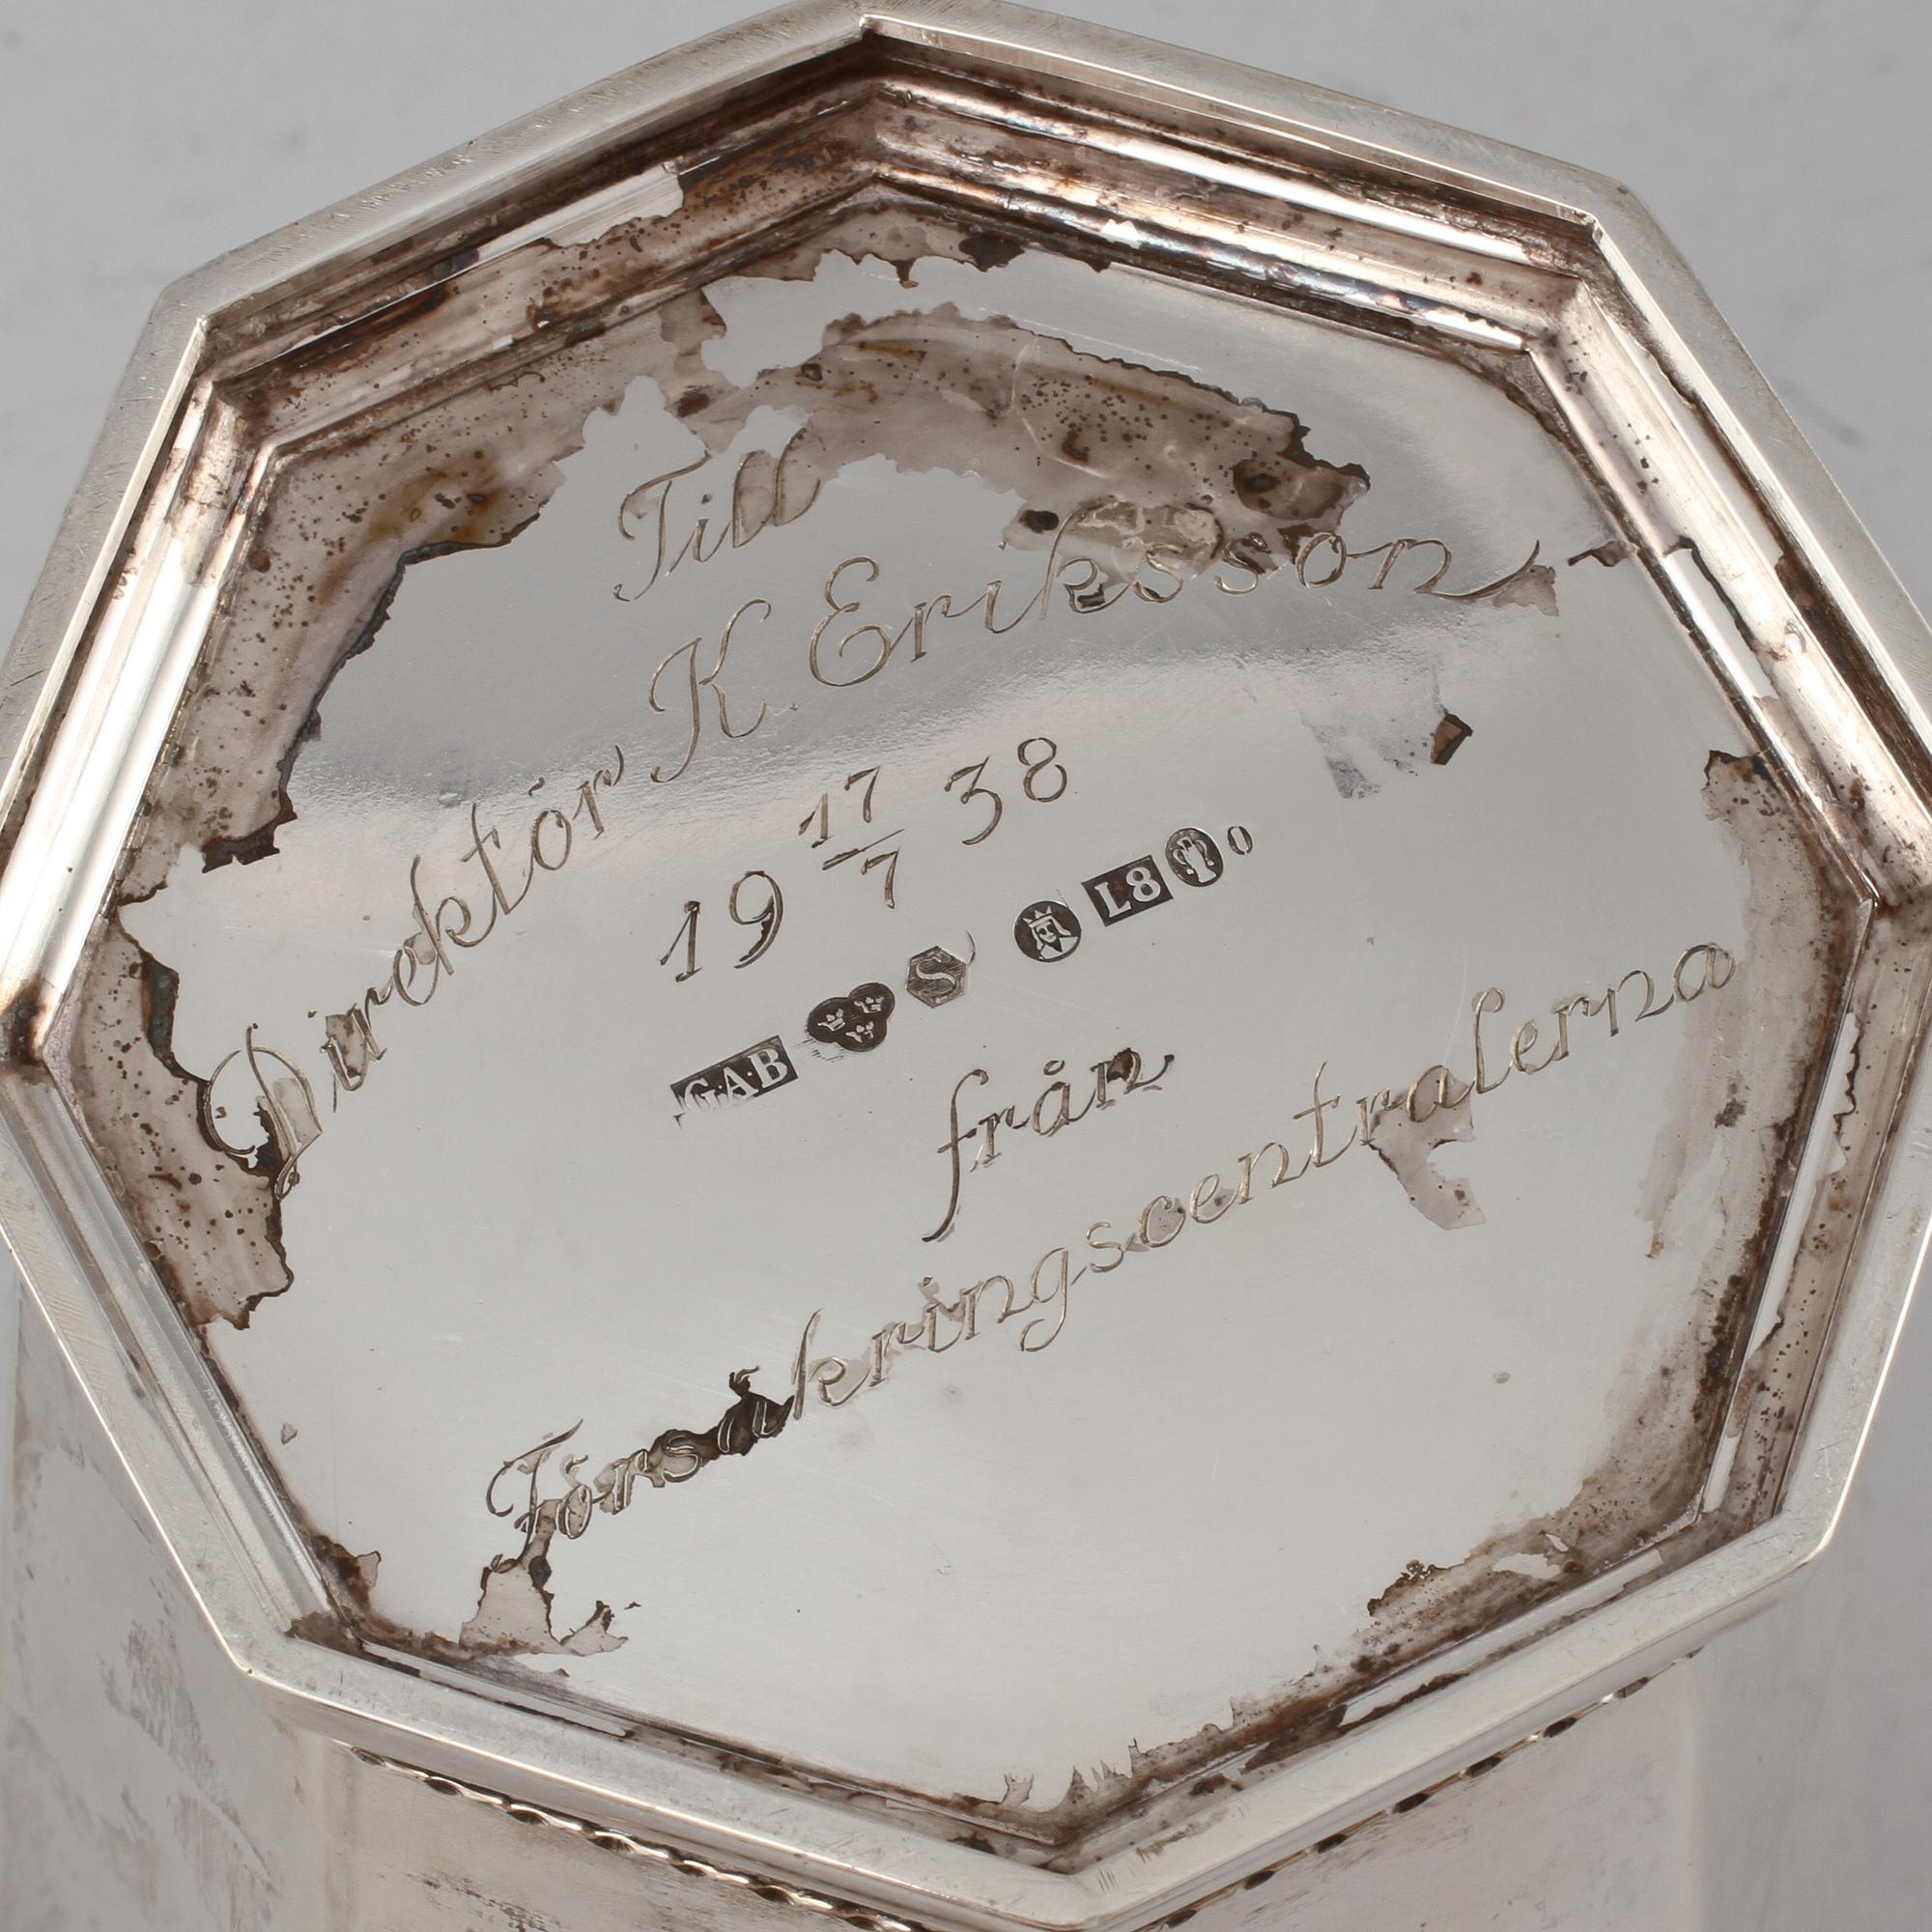 Till
Direktör K. Eriksson
19 17/7 38
G.A.B S L8
från
Försäkringscentralerna